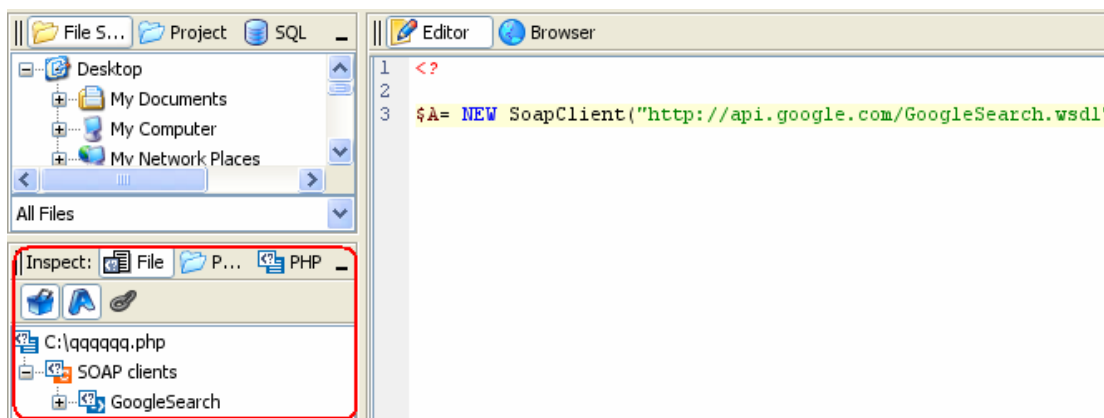 File S... Project SQL
Desktop
My Documents
My Computer
My Network Places
All Files
Inspect: File P... PHP
C:\qqqqqq.php
SOAP clients
GoogleSearch
Editor Browser
1 <?
2
3 $A= NEW SoapClient("http://api.google.com/GoogleSearch.wsdl"